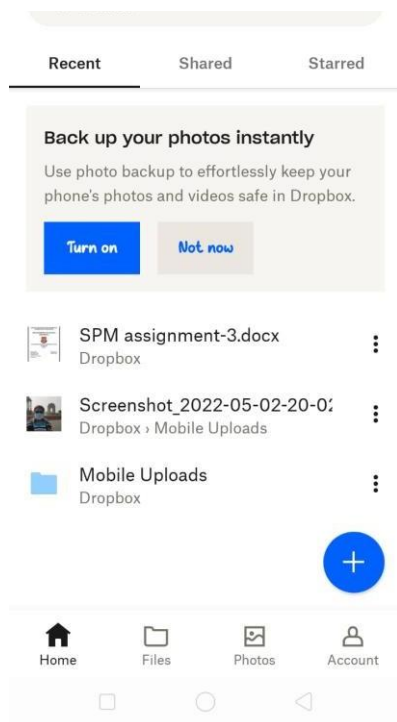 Recent Shared Starred
Back up your photos instantly
Use photo backup to effortlessly keep your
phone's photos and videos safe in Dropbox.
Turn on Not now
SPM assignment-3.docx
Dropbox
Screenshot_2022-05-02-20-02
Dropbox › Mobile Uploads
Mobile Uploads
Dropbox
Home Files Photos Account